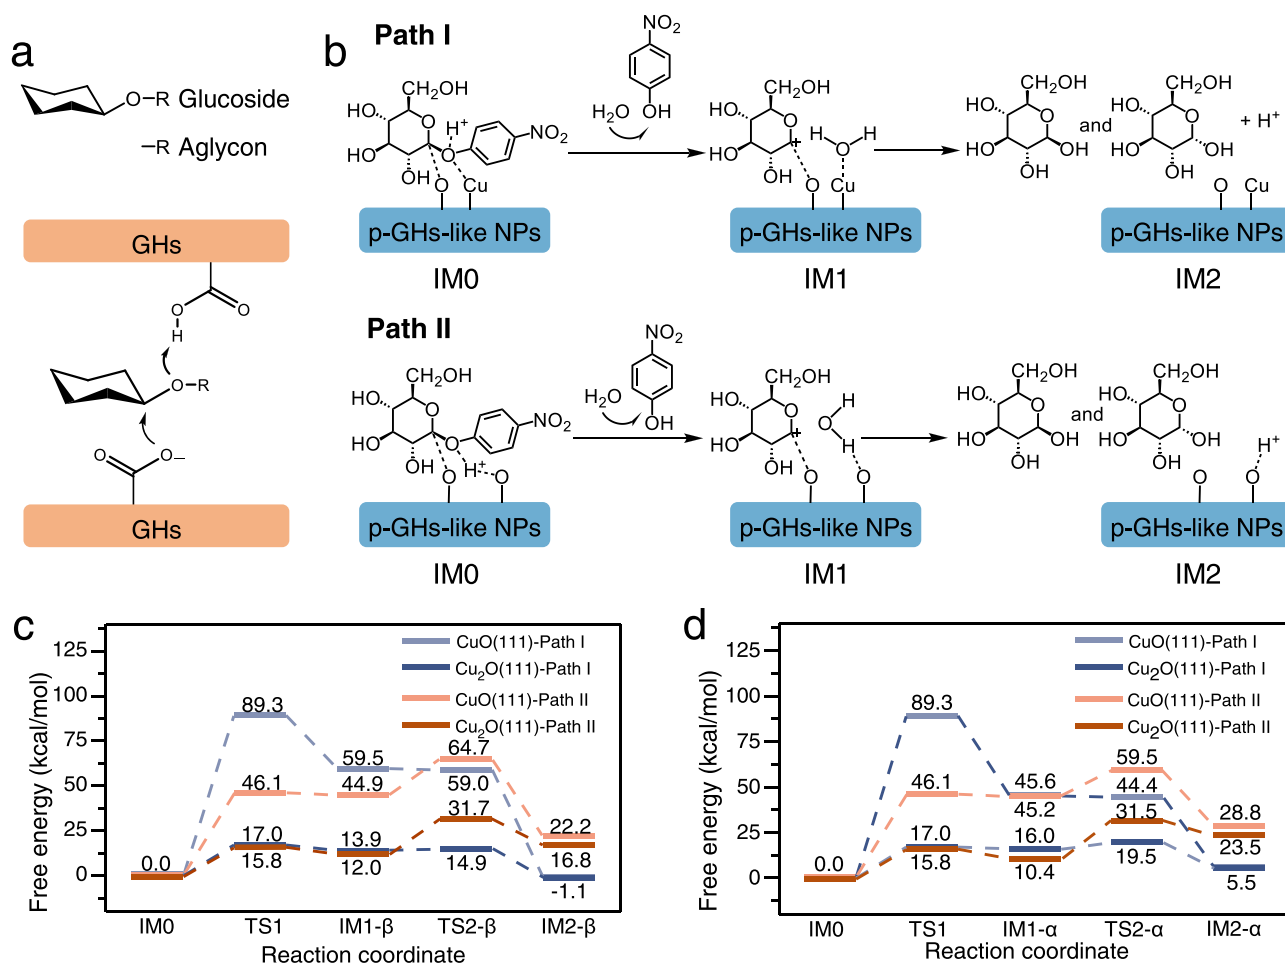 a
O–R Glucoside
–R Aglycon
GHs
O
O
H
O–R
O
O–
GHs
b
Path I
NO2
OH
H2O
CH2OH
HO
O
H+
NO2
HO
O
OH
O
Cu
p-GHs-like NPs
IM0
CH2OH
HO
O
H
H
HO
+
O
OH
O
Cu
p-GHs-like NPs
IM1
CH2OH
HO
O
HO
OH
OH
and
CH2OH
HO
O
HO
OH
OH
+ H+
O
Cu
p-GHs-like NPs
IM2
Path II
NO2
OH
H2O
CH2OH
HO
O
NO2
HO
O
OH
H+
O
O
p-GHs-like NPs
IM0
CH2OH
HO
O
O
H
HO
+
H
OH
O
O
p-GHs-like NPs
IM1
CH2OH
HO
O
HO
OH
OH
and
CH2OH
HO
O
HO
OH
OH
H+
O
O
p-GHs-like NPs
IM2
c
Free energy (kcal/mol)
125
100
75
50
25
0
CuO(111)-Path I
Cu2O(111)-Path I
CuO(111)-Path II
Cu2O(111)-Path II
89.3
59.5
64.7
59.0
46.1
44.9
31.7
17.0
13.9
22.2
0.0
15.8
12.0
14.9
16.8
-1.1
IM0
TS1
IM1-β
TS2-β
IM2-β
Reaction coordinate
d
Free energy (kcal/mol)
125
100
75
50
25
0
CuO(111)-Path I
Cu2O(111)-Path I
CuO(111)-Path II
Cu2O(111)-Path II
89.3
59.5
46.1
45.6
44.4
45.2
31.5
28.8
17.0
16.0
23.5
0.0
15.8
10.4
19.5
5.5
IM0
TS1
IM1-α
TS2-α
IM2-α
Reaction coordinate